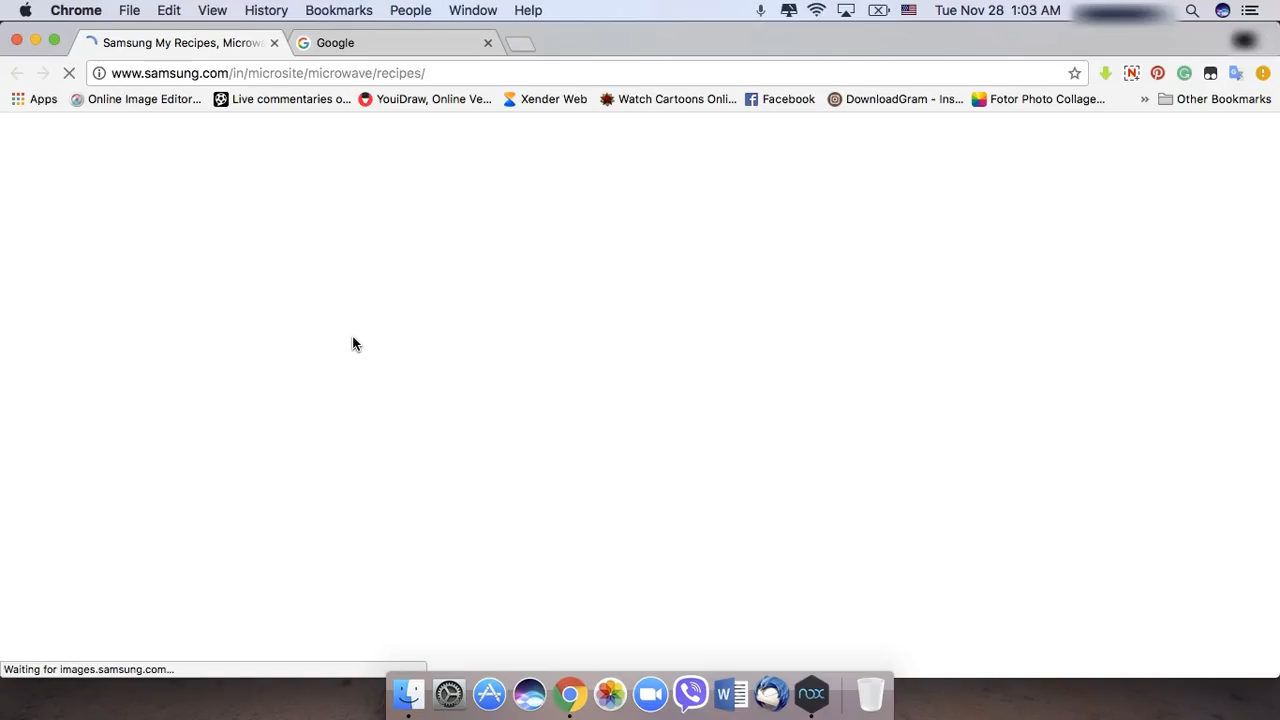 Chrome File Edit View History Bookmarks People Window Help Tue Nov 28 1:03 AM
Samsung My Recipes, Microw Google
www.samsung.com/in/microsite/microwave/recipes/
Apps Online Image Editor... Live commentaries o... YouiDraw, Online Ve... Xender Web Watch Cartoons Onli... Facebook DownloadGram - Ins... Fotor Photo Collage... » Other Bookmarks
Waiting for images.samsung.com...
nox